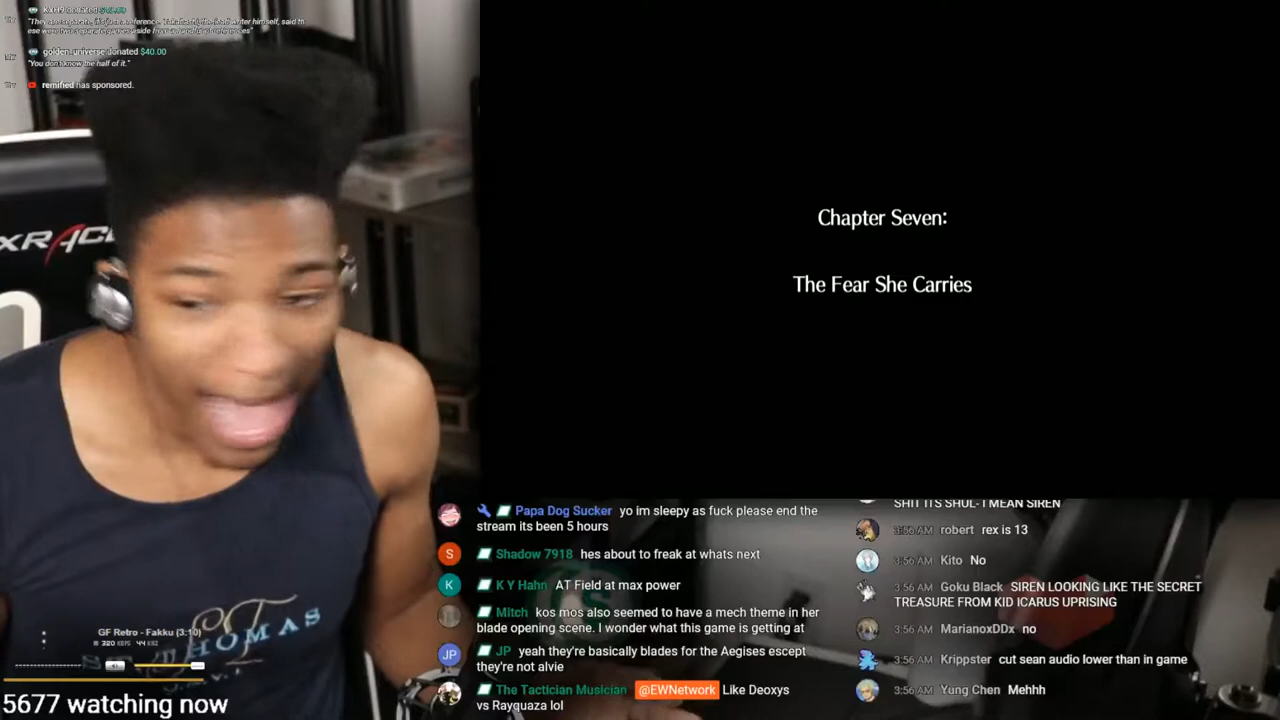 golden_universe donated $40.00
"You don't know the half of it."
remified has sponsored.
Chapter Seven:
The Fear She Carries
Papa Dog Sucker yo im sleepy as fuck please end the
stream its been 5 hours
Shadow 7918 hes about to freak at whats next
K Y Hahn AT Field at max power
Mitch kos mos also seemed to have a mech theme in her
blade opening scene. I wonder what this game is getting at
JP yeah they're basically blades for the Aegises escept
they're not alvie
The Tactician Musician @EWNetwork Like Deoxys
vs Rayquaza lol
SHIT ITS SHUL- I MEAN SIREN
3:56 AM robert rex is 13
3:56 AM Kito No
3:56 AM Goku Black SIREN LOOKING LIKE THE SECRET
TREASURE FROM KID ICARUS UPRISING
3:56 AM MarianoxDDx no
3:56 AM Krippster cut sean audio lower than in game
3:56 AM Yung Chen Mehhh
GF Retro - Fakku (3:10)
320 KBPS 44 KHZ
ST THOMAS
5677 watching now